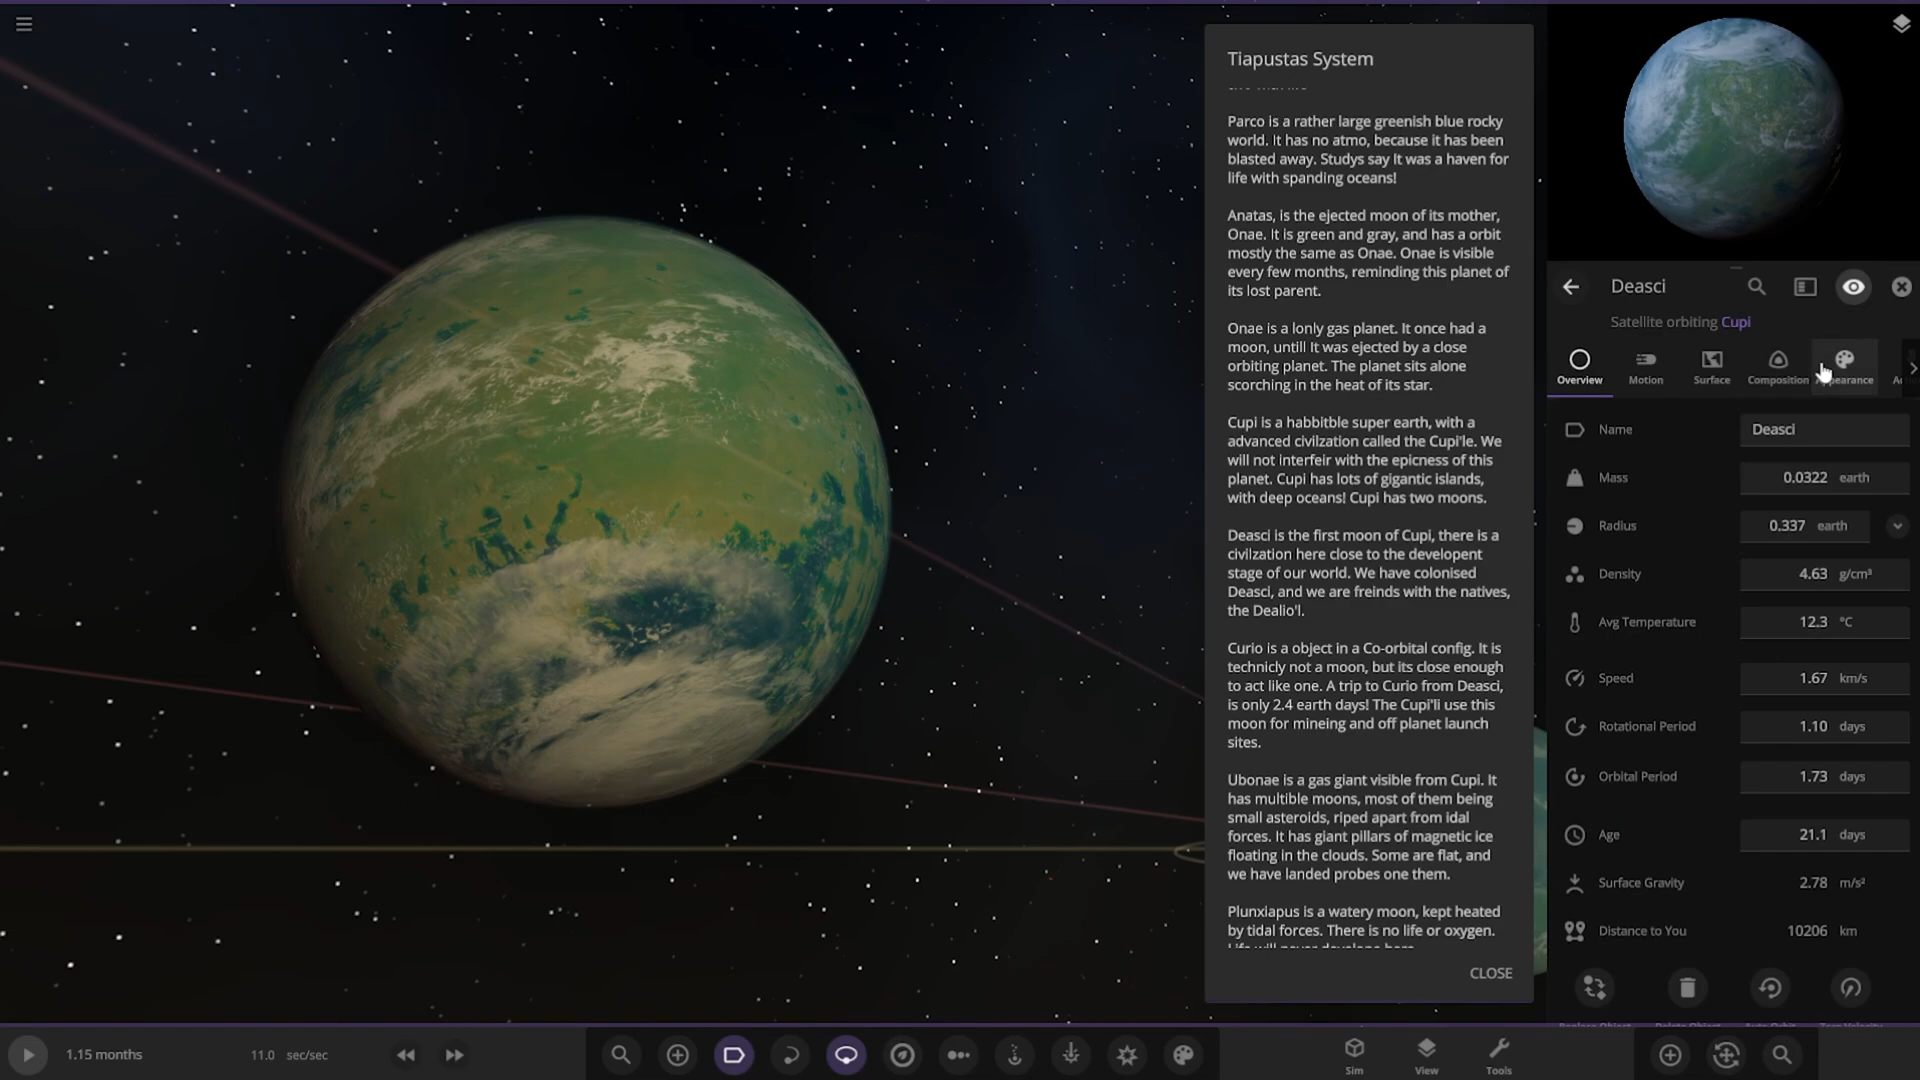 Tiapustas System
Parco is a rather large greenish blue rocky
world. It has no atmo, because it has been
blasted away. Studys say It was a haven for
life with spanding oceans!
Anatas, is the ejected moon of its mother,
Onae. It is green and gray, and has a orbit
mostly the same as Onae. Onae is visible
every few months, reminding this planet of
its lost parent.
Onae is a lonly gas planet. It once had a
moon, untill It was ejected by a close
orbiting planet. The planet sits alone
scorching in the heat of its star.
Cupi is a habbitble super earth, with a
advanced civilzation called the Cupi'le. We
will not interfeir with the epicness of this
planet. Cupi has lots of gigantic islands,
with deep oceans! Cupi has two moons.
Deasci is the first moon of Cupi, there is a
civilzation here close to the developent
stage of our world. We have colonised
Deasci, and we are freinds with the natives,
the Dealio'l.
Curio is a object in a Co-orbital config. It is
technicly not a moon, but its close enough
to act like one. A trip to Curio from Deasci,
is only 2.4 earth days! The Cupi'li use this
moon for mineing and off planet launch
sites.
Ubonae is a gas giant visible from Cupi. It
has multible moons, most of them being
small asteroids, riped apart from idal
forces. It has giant pillars of magnetic ice
floating in the clouds. Some are flat, and
we have landed probes one them.
Plunxiapus is a watery moon, kept heated
by tidal forces. There is no life or oxygen.
Life will never develope here.
CLOSE
Deasci
Satellite orbiting Cupi
Overview
Motion
Surface
Composition
Name Deasci
Mass 0.0322 earth
Radius 0.337 earth
Density 4.63 g/cm³
Avg Temperature 12.3 °C
Speed 1.67 km/s
Rotational Period 1.10 days
Orbital Period 1.73 days
Age 21.1 days
Surface Gravity 2.78 m/s²
Distance to You 10206 km
1.15 months
11.0 sec/sec
Sim
View
Tools